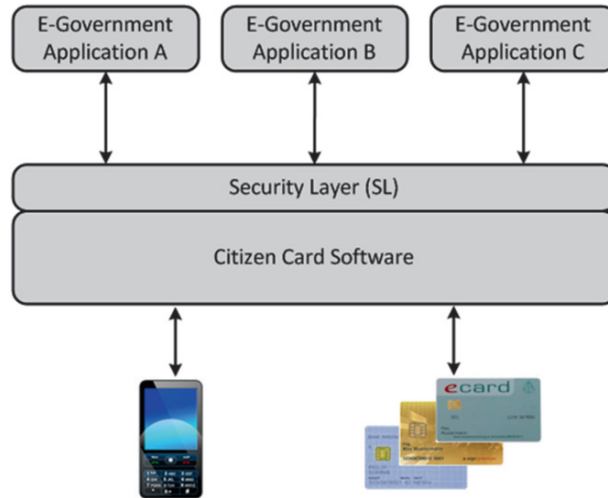 E-Government
Application A
E-Government
Application B
E-Government
Application C
Security Layer (SL)
Citizen Card Software
ecard